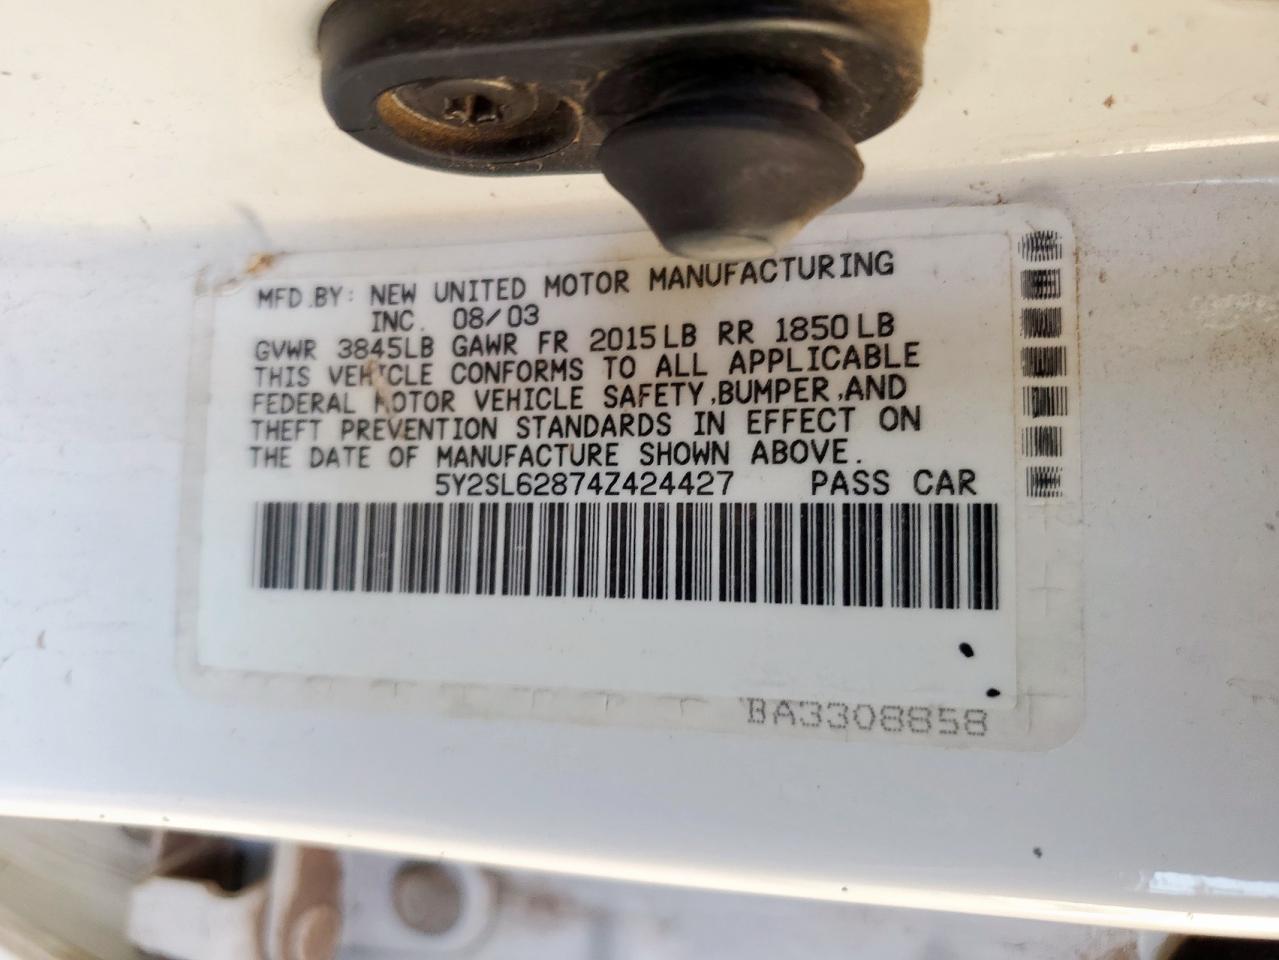 MFD.BY: NEW UNITED MOTOR MANUFACTURING
INC. 08/03
GVWR 3845LB GAWR FR 2015LB RR 1850LB
THIS VEHICLE CONFORMS TO ALL APPLICABLE
FEDERAL MOTOR VEHICLE SAFETY,BUMPER,AND
THEFT PREVENTION STANDARDS IN EFFECT ON
THE DATE OF MANUFACTURE SHOWN ABOVE.
5Y2SL62874Z424427 PASS CAR
BA3308858